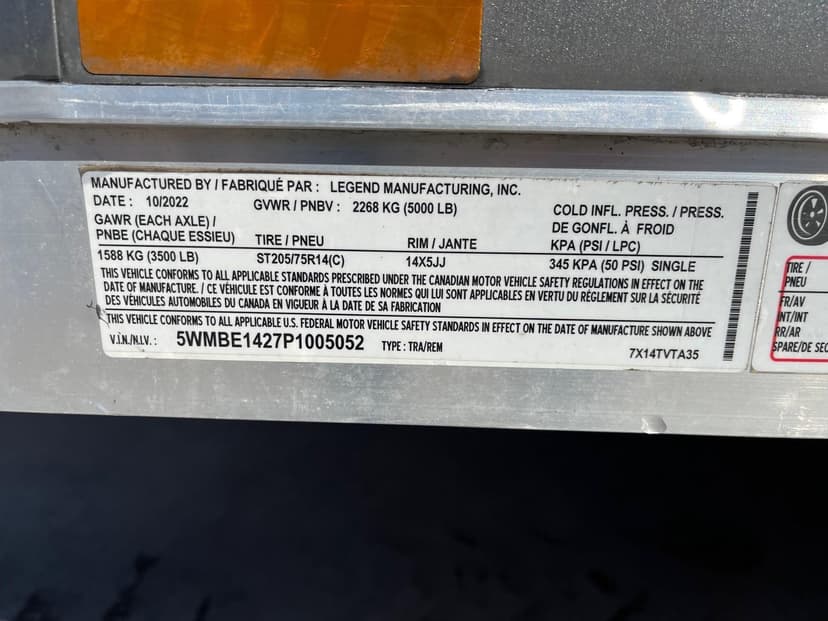 MANUFACTURED BY / FABRIQUÉ PAR : LEGEND MANUFACTURING, INC.
DATE : 10/2022 GVWR / PNBV : 2268 KG (5000 LB)
GAWR (EACH AXLE) / PNBE (CHAQUE ESSIEU) TIRE / PNEU RIM / JANTE COLD INFL. PRESS. / PRESS. DE GONFL. À FROID KPA (PSI / LPC)
1588 KG (3500 LB) ST205/75R14(C) 14X5JJ 345 KPA (50 PSI) SINGLE
THIS VEHICLE CONFORMS TO ALL APPLICABLE STANDARDS PRESCRIBED UNDER THE CANADIAN MOTOR VEHICLE SAFETY REGULATIONS IN EFFECT ON THE
DATE OF MANUFACTURE. / CE VÉHICULE EST CONFORME À TOUTES LES NORMES QUI LUI SONT APPLICABLES EN VERTU DU RÈGLEMENT SUR LA SÉCURITÉ
DES VÉHICULES AUTOMOBILES DU CANADA EN VIGUEUR À LA DATE DE SA FABRICATION
THIS VEHICLE CONFORMS TO ALL APPLICABLE U.S. FEDERAL MOTOR VEHICLE SAFETY STANDARDS IN EFFECT ON THE DATE OF MANUFACTURE SHOWN ABOVE
V.I.N./N.I.V. : 5WMBE1427P1005052 TYPE : TRA/REM 7X14TVTA35
TIRE /
PNEU
FR/AV
INT/INT
RR/AR
SPARE/DE SEC